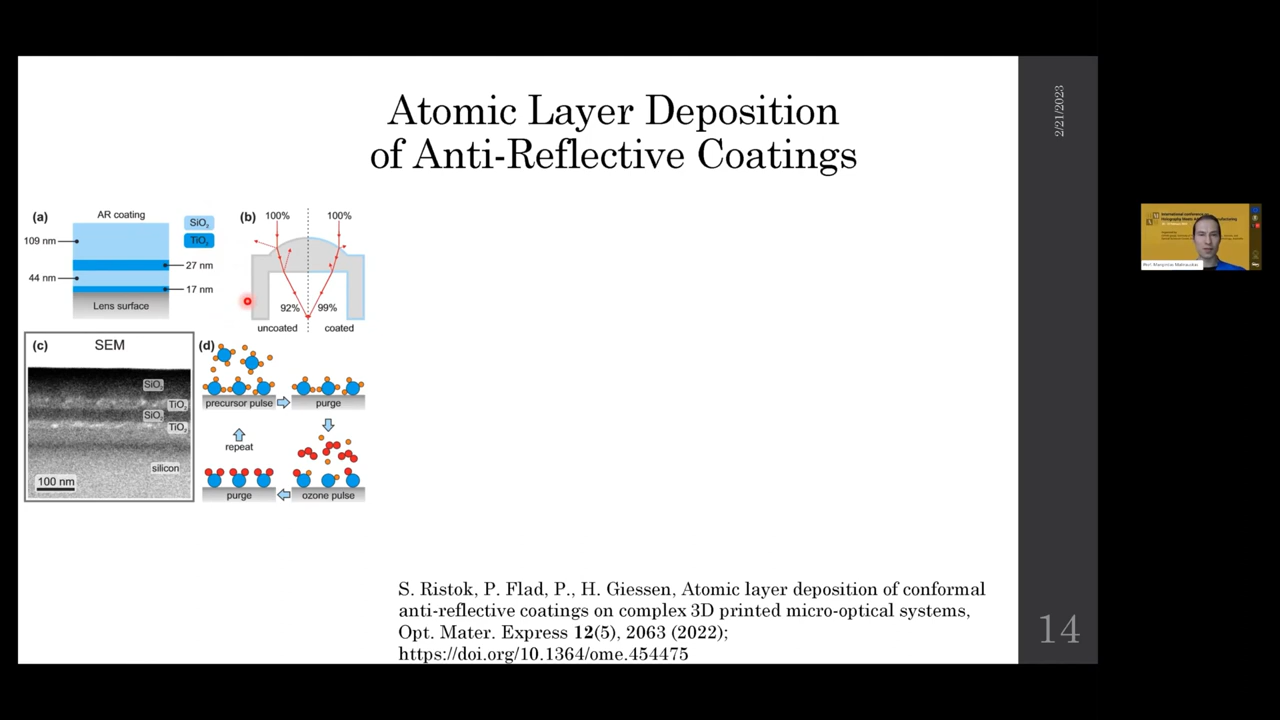 Atomic Layer Deposition
of Anti-Reflective Coatings
2/21/2023
(a)
AR coating
SiO₂
TiO₂
109 nm
27 nm
44 nm
17 nm
Lens surface
(b)
100%
100%
92%
99%
uncoated
coated
(c)
SEM
SiO₂
TiO₂
SiO₂
TiO₂
silicon
100 nm
(d)
precursor pulse
purge
repeat
purge
ozone pulse
S. Ristok, P. Flad, P., H. Giessen, Atomic layer deposition of conformal
anti-reflective coatings on complex 3D printed micro-optical systems,
Opt. Mater. Express 12(5), 2063 (2022);
https://doi.org/10.1364/ome.454475
14